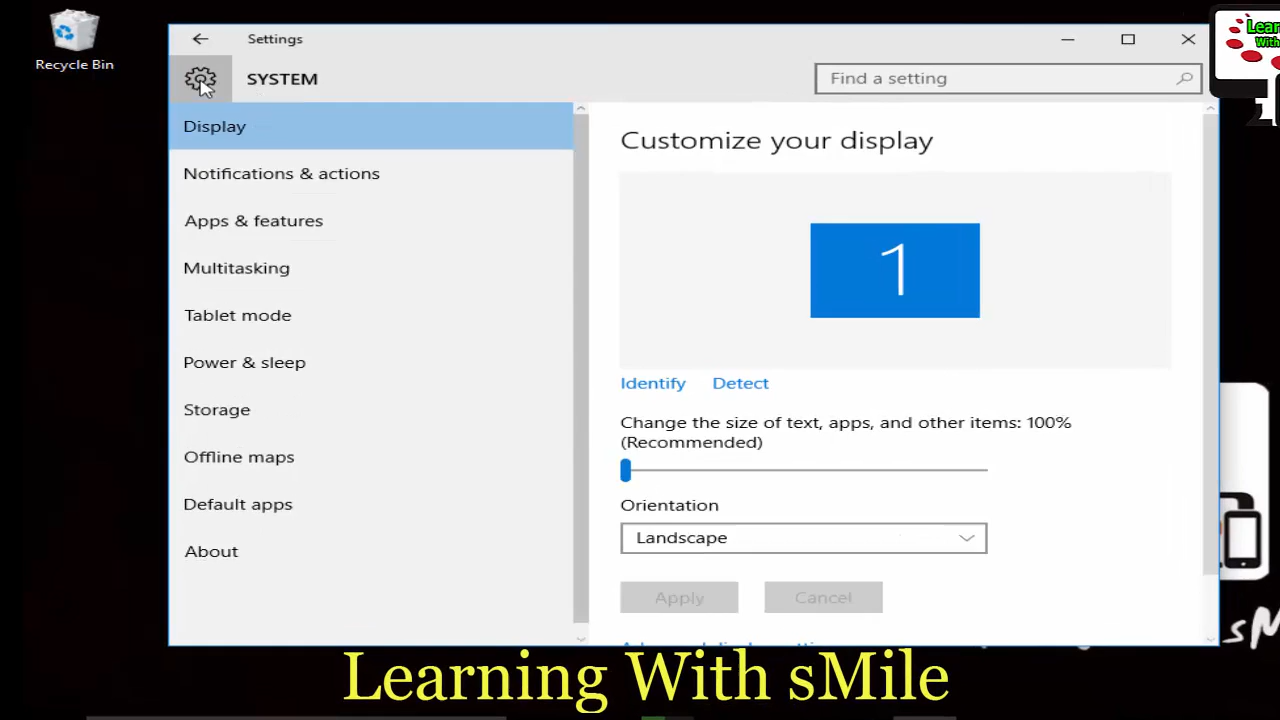 Recycle Bin
Settings
SYSTEM
Find a setting
Display
Notifications & actions
Apps & features
Multitasking
Tablet mode
Power & sleep
Storage
Offline maps
Default apps
About
Customize your display
1
Identify Detect
Change the size of text, apps, and other items: 100%
(Recommended)
Orientation
Landscape
Apply Cancel
Learning With sMile